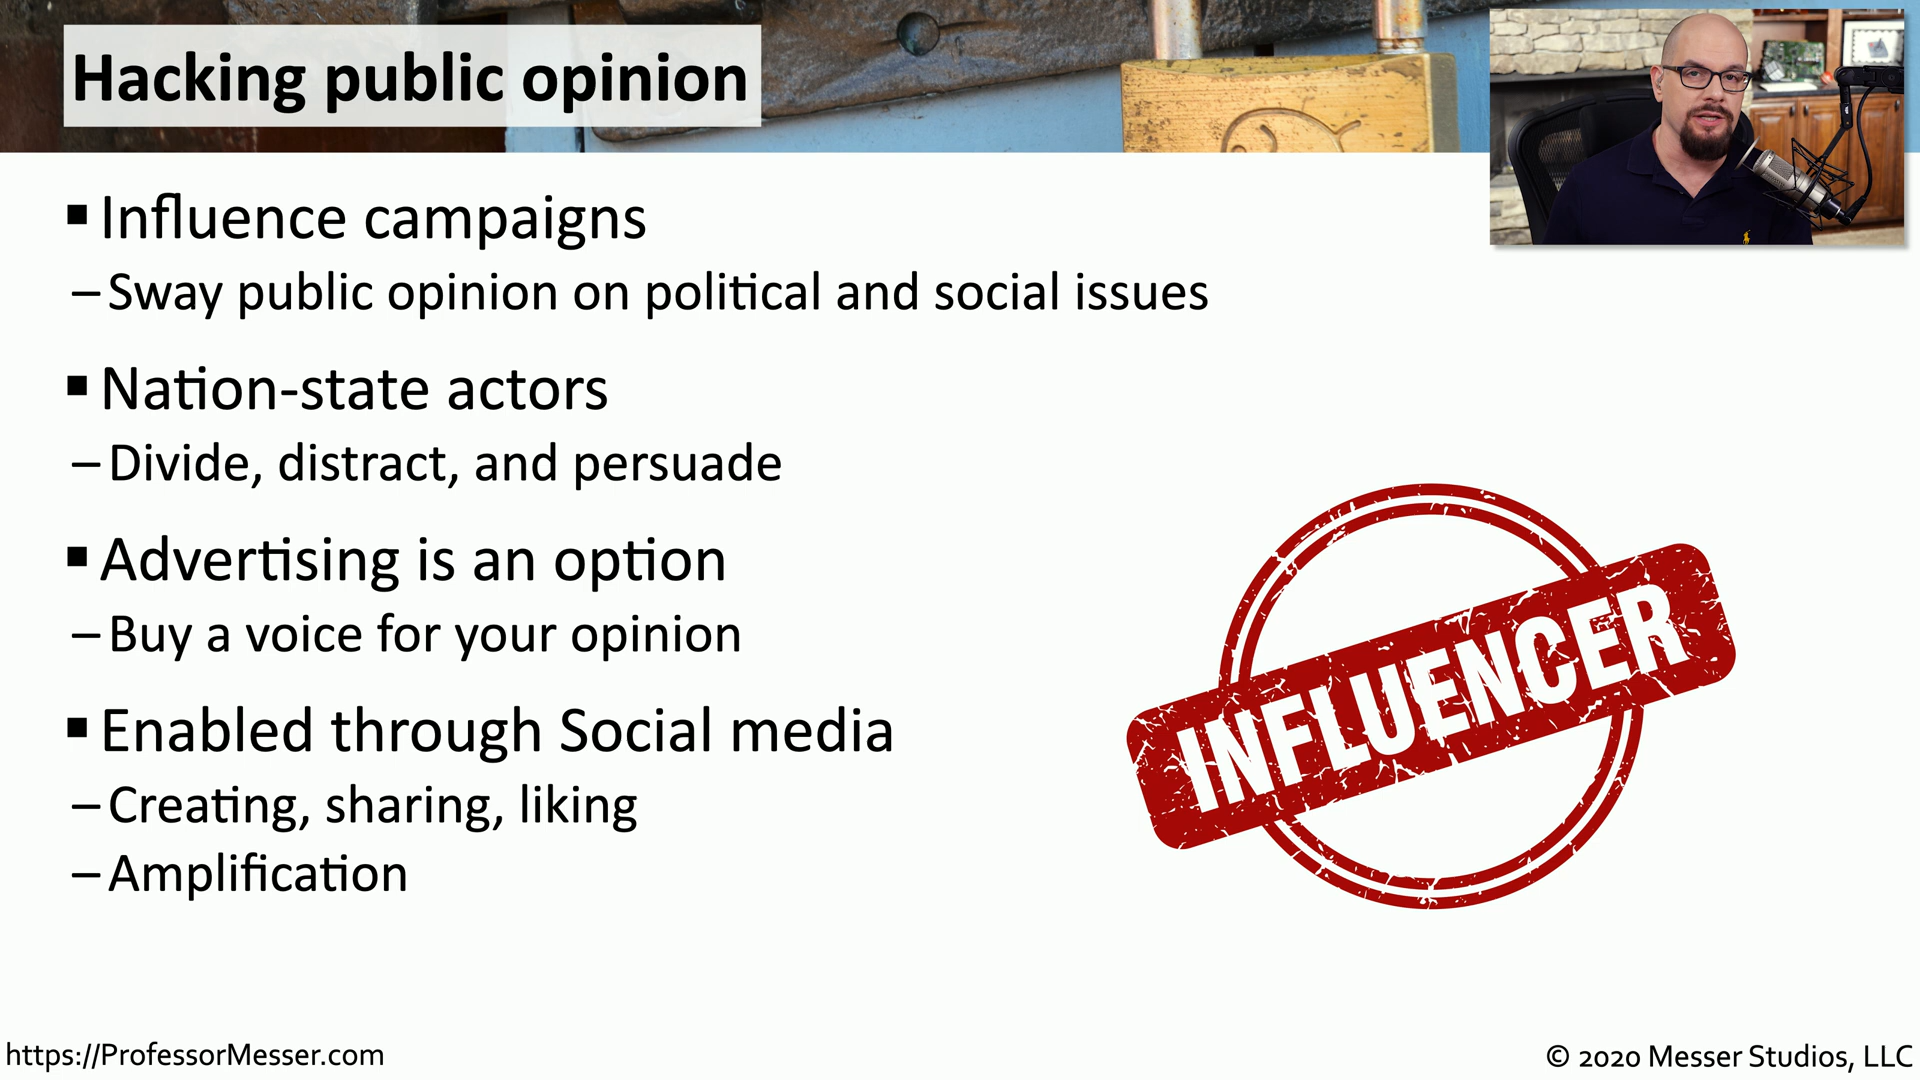 Hacking public opinion
▪ Influence campaigns
– Sway public opinion on political and social issues
▪ Nation-state actors
– Divide, distract, and persuade
▪ Advertising is an option
– Buy a voice for your opinion
▪ Enabled through Social media
– Creating, sharing, liking
– Amplification
INFLUENCER
https://ProfessorMesser.com
© 2020 Messer Studios, LLC